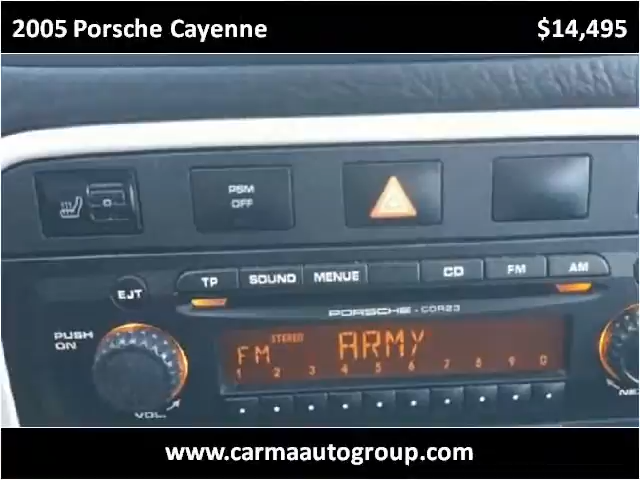 2005 Porsche Cayenne $14,495
PSM
OFF
TP SOUND MENUE CD FM AM
EJT
PORSCHE - CDR23
PUSH
ON
FM STEREO ARMY
1 2 3 4 5 6 7 8 9 0
VOL.
www.carmaautogroup.com